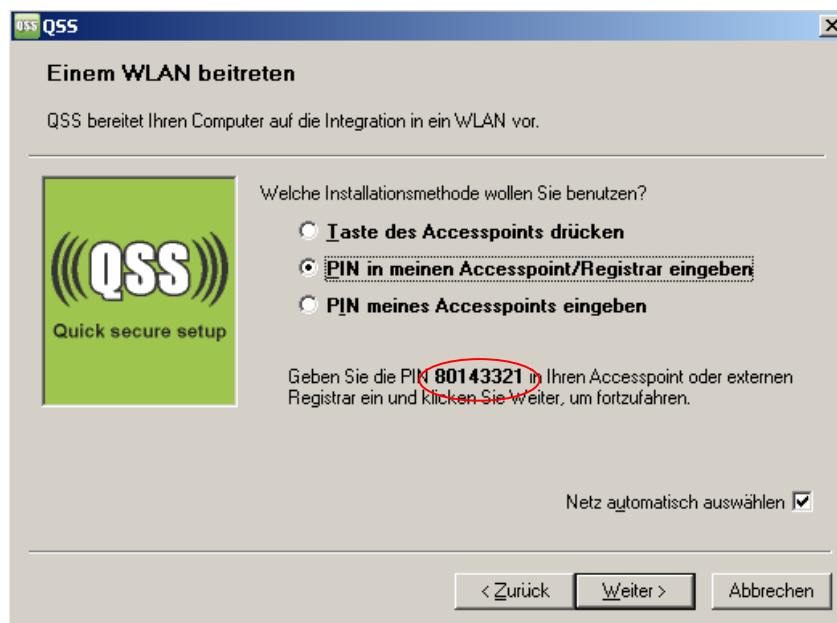 QSS QSS
Einem WLAN beitreten
QSS bereitet Ihren Computer auf die Integration in ein WLAN vor.
Welche Installationsmethode wollen Sie benutzen?
Taste des Accesspoints drücken
PIN in meinen Accesspoint/Registrar eingeben
PIN meines Accesspoints eingeben
QSS
Quick secure setup
Geben Sie die PIN 80143321 in Ihren Accesspoint oder externen
Registrar ein und klicken Sie Weiter, um fortzufahren.
Netz automatisch auswählen
< Zurück Weiter > Abbrechen